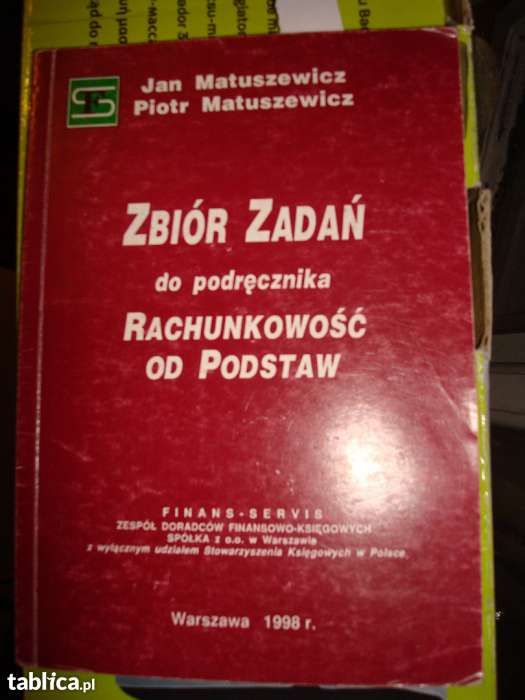 Jan Matuszewicz
Piotr Matuszewicz
ZBIÓR ZADAŃ
do podręcznika
RACHUNKOWOŚĆ
OD PODSTAW
FINANS-SERVIS
ZESPÓŁ DORADCÓW FINANSOWO-KSIĘGOWYCH
SPÓŁKA z o.o. w Warszawie
z wyłącznym udziałem Stowarzyszenia Księgowych w Polsce
Warszawa 1998 r.
tablica.pl